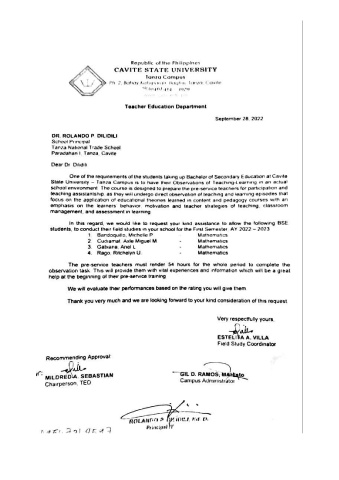 Republic of the Philippines
CAVITE STATE UNIVERSITY
Tanza Campus
Teacher Education Department
September 28, 2022
DR. ROLANDO P. DILIDILI
School Principal
Tanza National Trade School
Paradahan I, Tanza, Cavite
Dear Dr. Dilidili
One of the requirements of the students taking up Bachelor of Secondary Education at Cavite
State University - Tanza Campus is to have their Observations of Teaching-Learning in an actual
school environment. The course is designed to prepare the pre-service teachers for participation and
teaching assistantship, as they will undergo direct observation of teaching and learning episodes that
focus on the application of educational theories learned in content and pedagogy courses with an
emphasis on the learners' behavior, motivation and teacher strategies of teaching, classroom
management, and assessment in learning.
In this regard, we would like to request your kind assistance to allow the following BSE
students, to conduct their field studies in your school for the First Semester, AY 2022 - 2023
1. Bandoquillo, Michelle P. - Mathematics
2. Cudiamat, Axle Miguel M. - Mathematics
3. Ariel L. - Mathematics
4. Rago, Ritchelyn U. - Mathematics
The pre-service teachers must render 54 hours for the whole period to complete the
observation task. This will provide them with vital experiences and information which will be a great
help at the beginning of their pre-service training.
We will evaluate their performances based on the rating you will give them
Thank you very much and we are looking forward to your kind consideration of this request
Very respectfully yours,
ESTELITA A. VILLA
Field Study Coordinator
Recommending Approval
MILDRED A. SEBASTIAN
Chairperson, TED
GIL D. RAMOS,
Campus Administrator
ROLANDO P. DILIDILI, Ed.D.
Principal